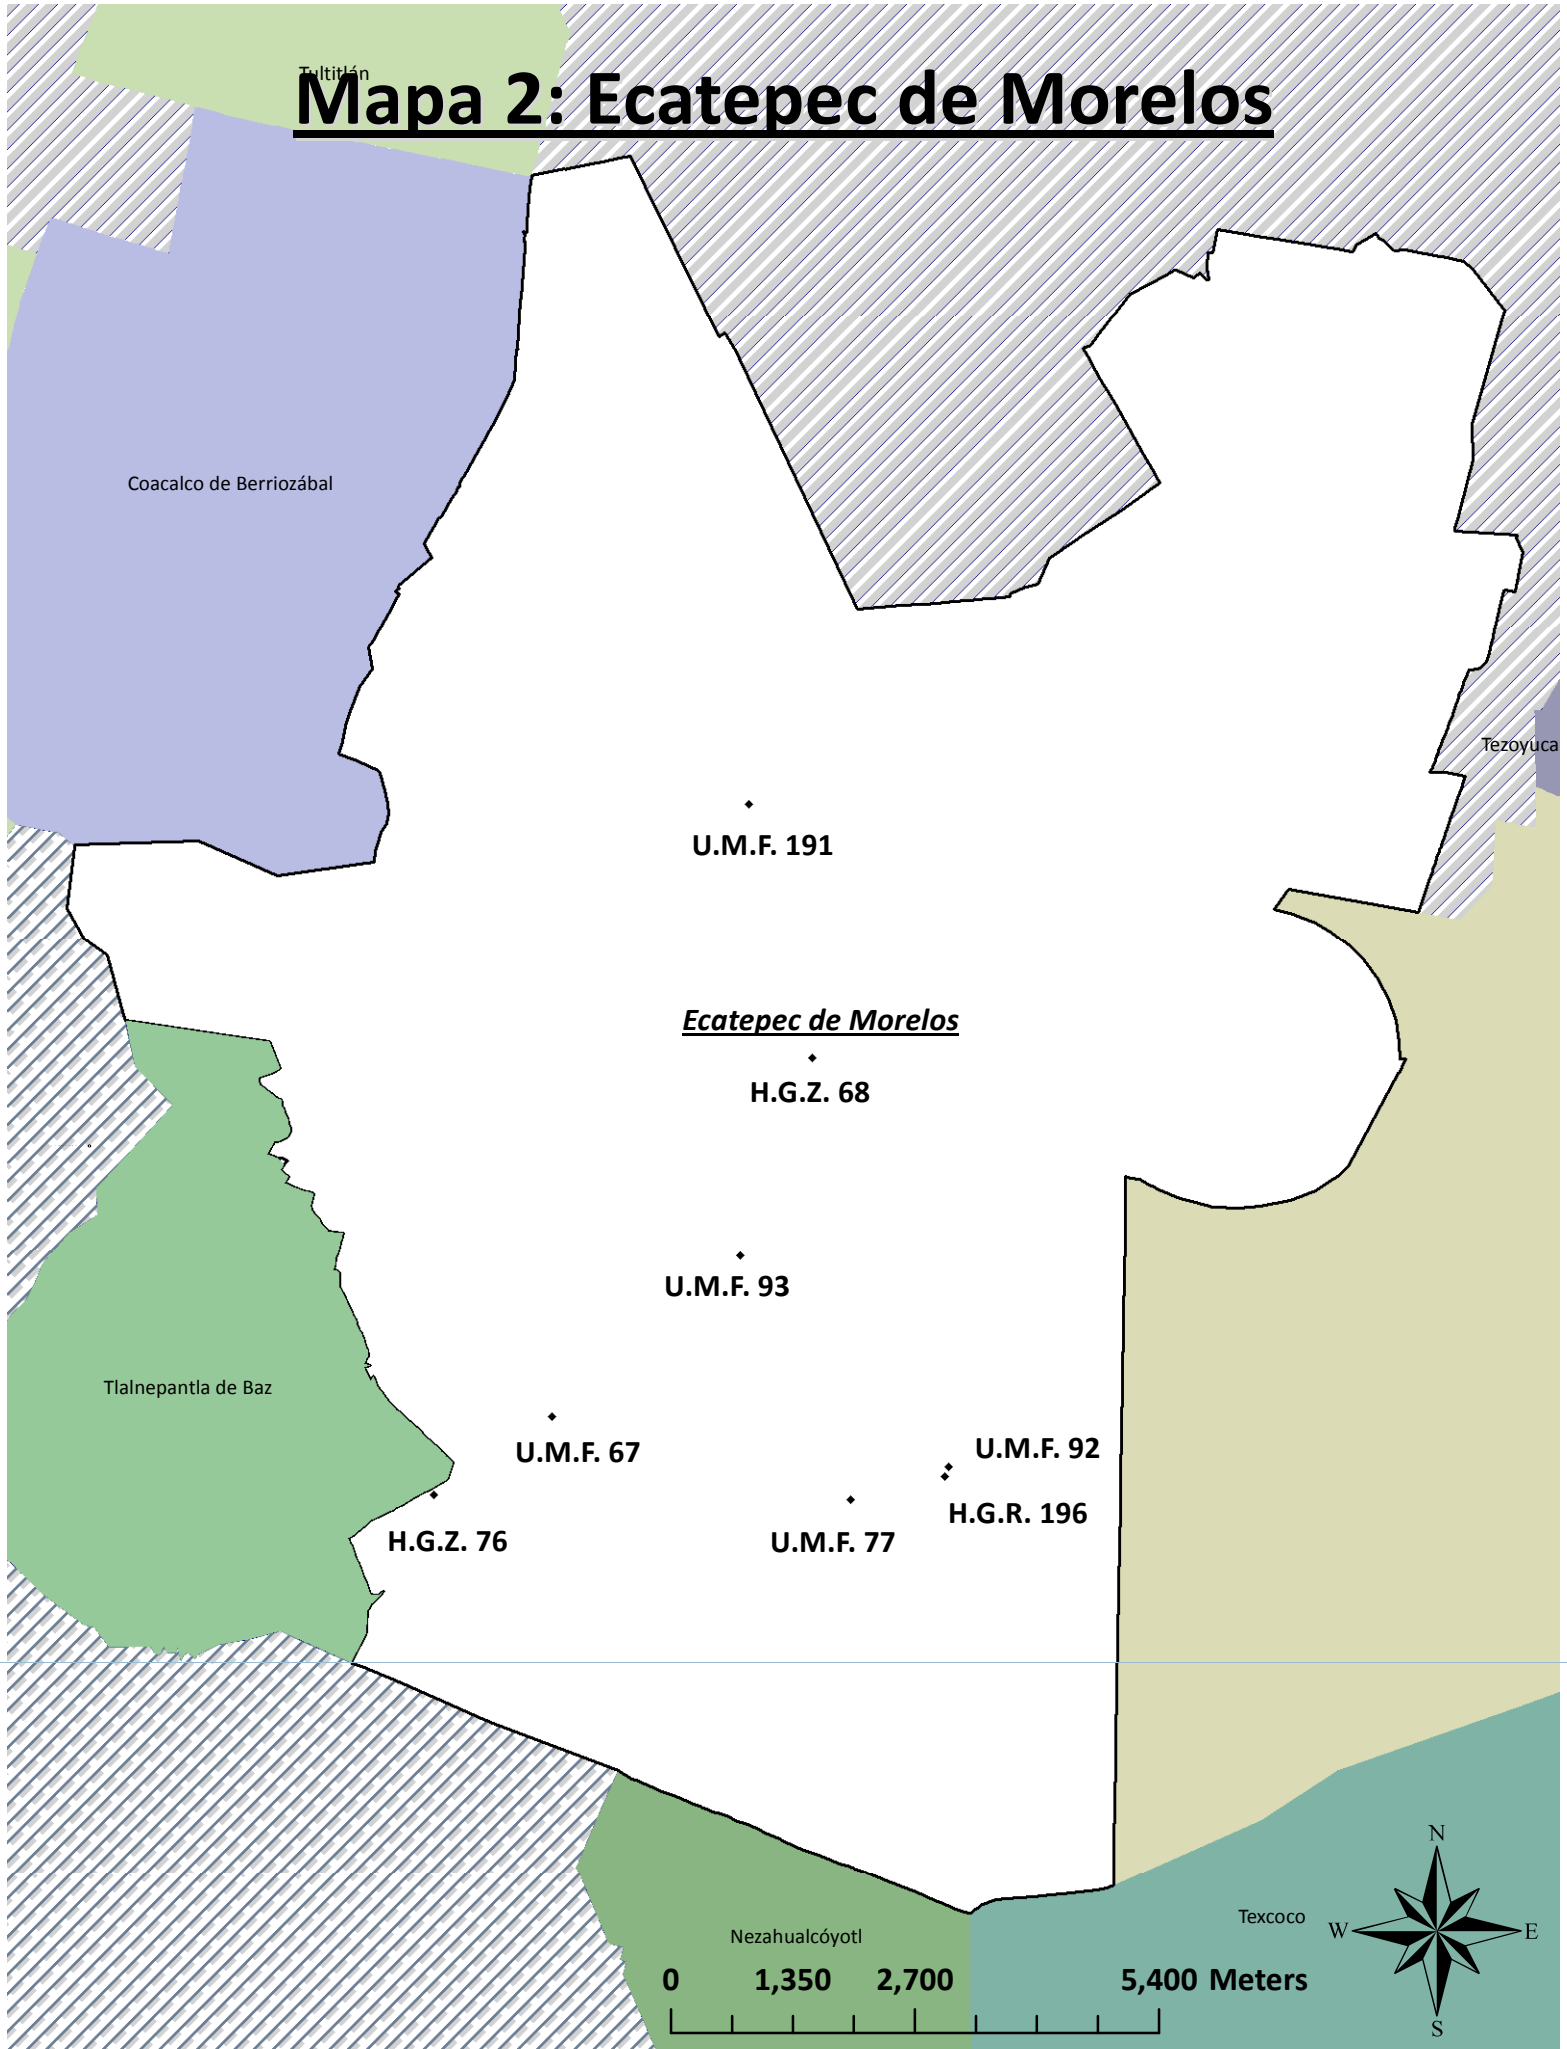 Tultitlán
Mapa 2: Ecatepec de Morelos
Coacalco de Berriozábal
Tezoyuca
U.M.F. 191
Ecatepec de Morelos
H.G.Z. 68
U.M.F. 93
Tlalnepantla de Baz
U.M.F. 67
U.M.F. 92
H.G.R. 196
H.G.Z. 76
U.M.F. 77
N
W
E
S
Texcoco
Nezahualcóyotl
0 1,350 2,700 5,400 Meters